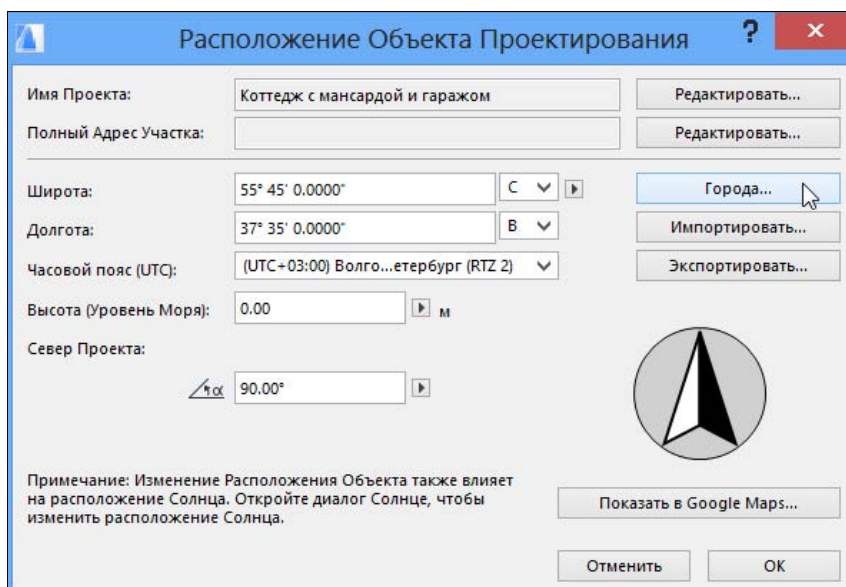 Расположение Объекта Проектирования ?
Имя Проекта: Коттедж с мансардой и гаражом Редактировать...
Полный Адрес Участка: Редактировать...
Широта: 55° 45' 0.0000" С Города...
Долгота: 37° 35' 0.0000" В Импортировать...
Часовой пояс (UTC): (UTC+03:00) Волго...етербург (RTZ 2) Экспортировать...
Высота (Уровень Моря): 0.00 м
Север Проекта:
α 90.00°
Примечание: Изменение Расположения Объекта также влияет
на расположение Солнца. Откройте диалог Солнце, чтобы
изменить расположение Солнца.
Показать в Google Maps...
Отменить OK